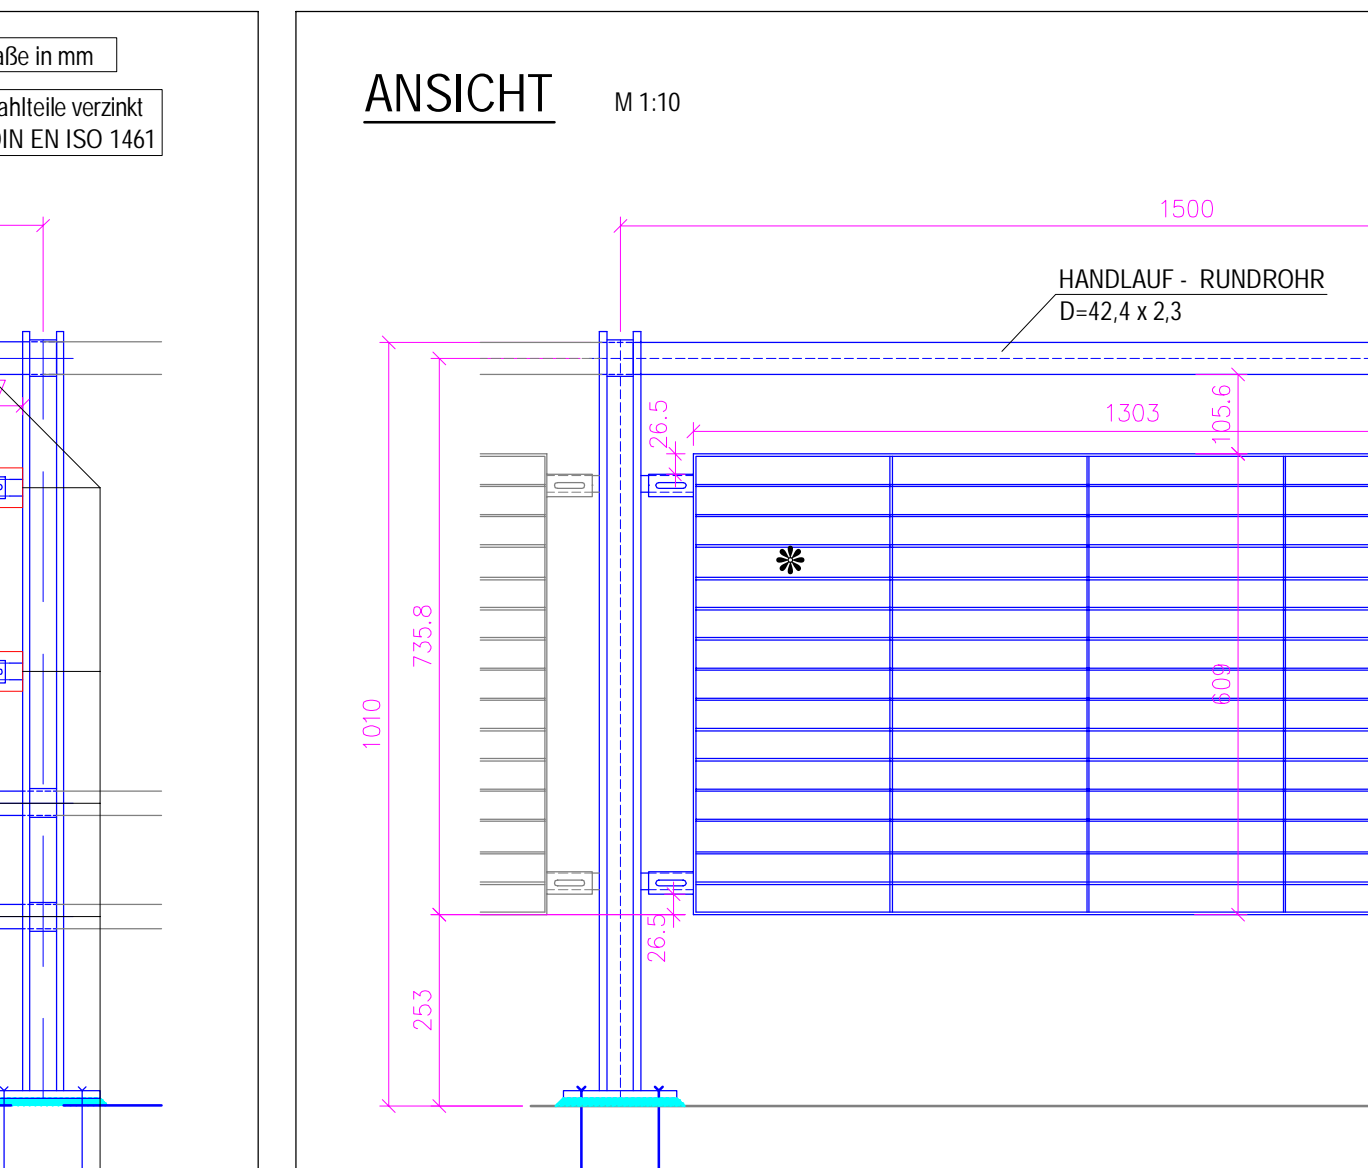 aße in mm
ahlteile verzinkt
DIN EN ISO 1461
ANSICHT M 1:10
1500
HANDLAUF - RUNDROHR
D=42,4 x 2,3
26.5
1303
105.6
735.8
609
1010
26.5
253